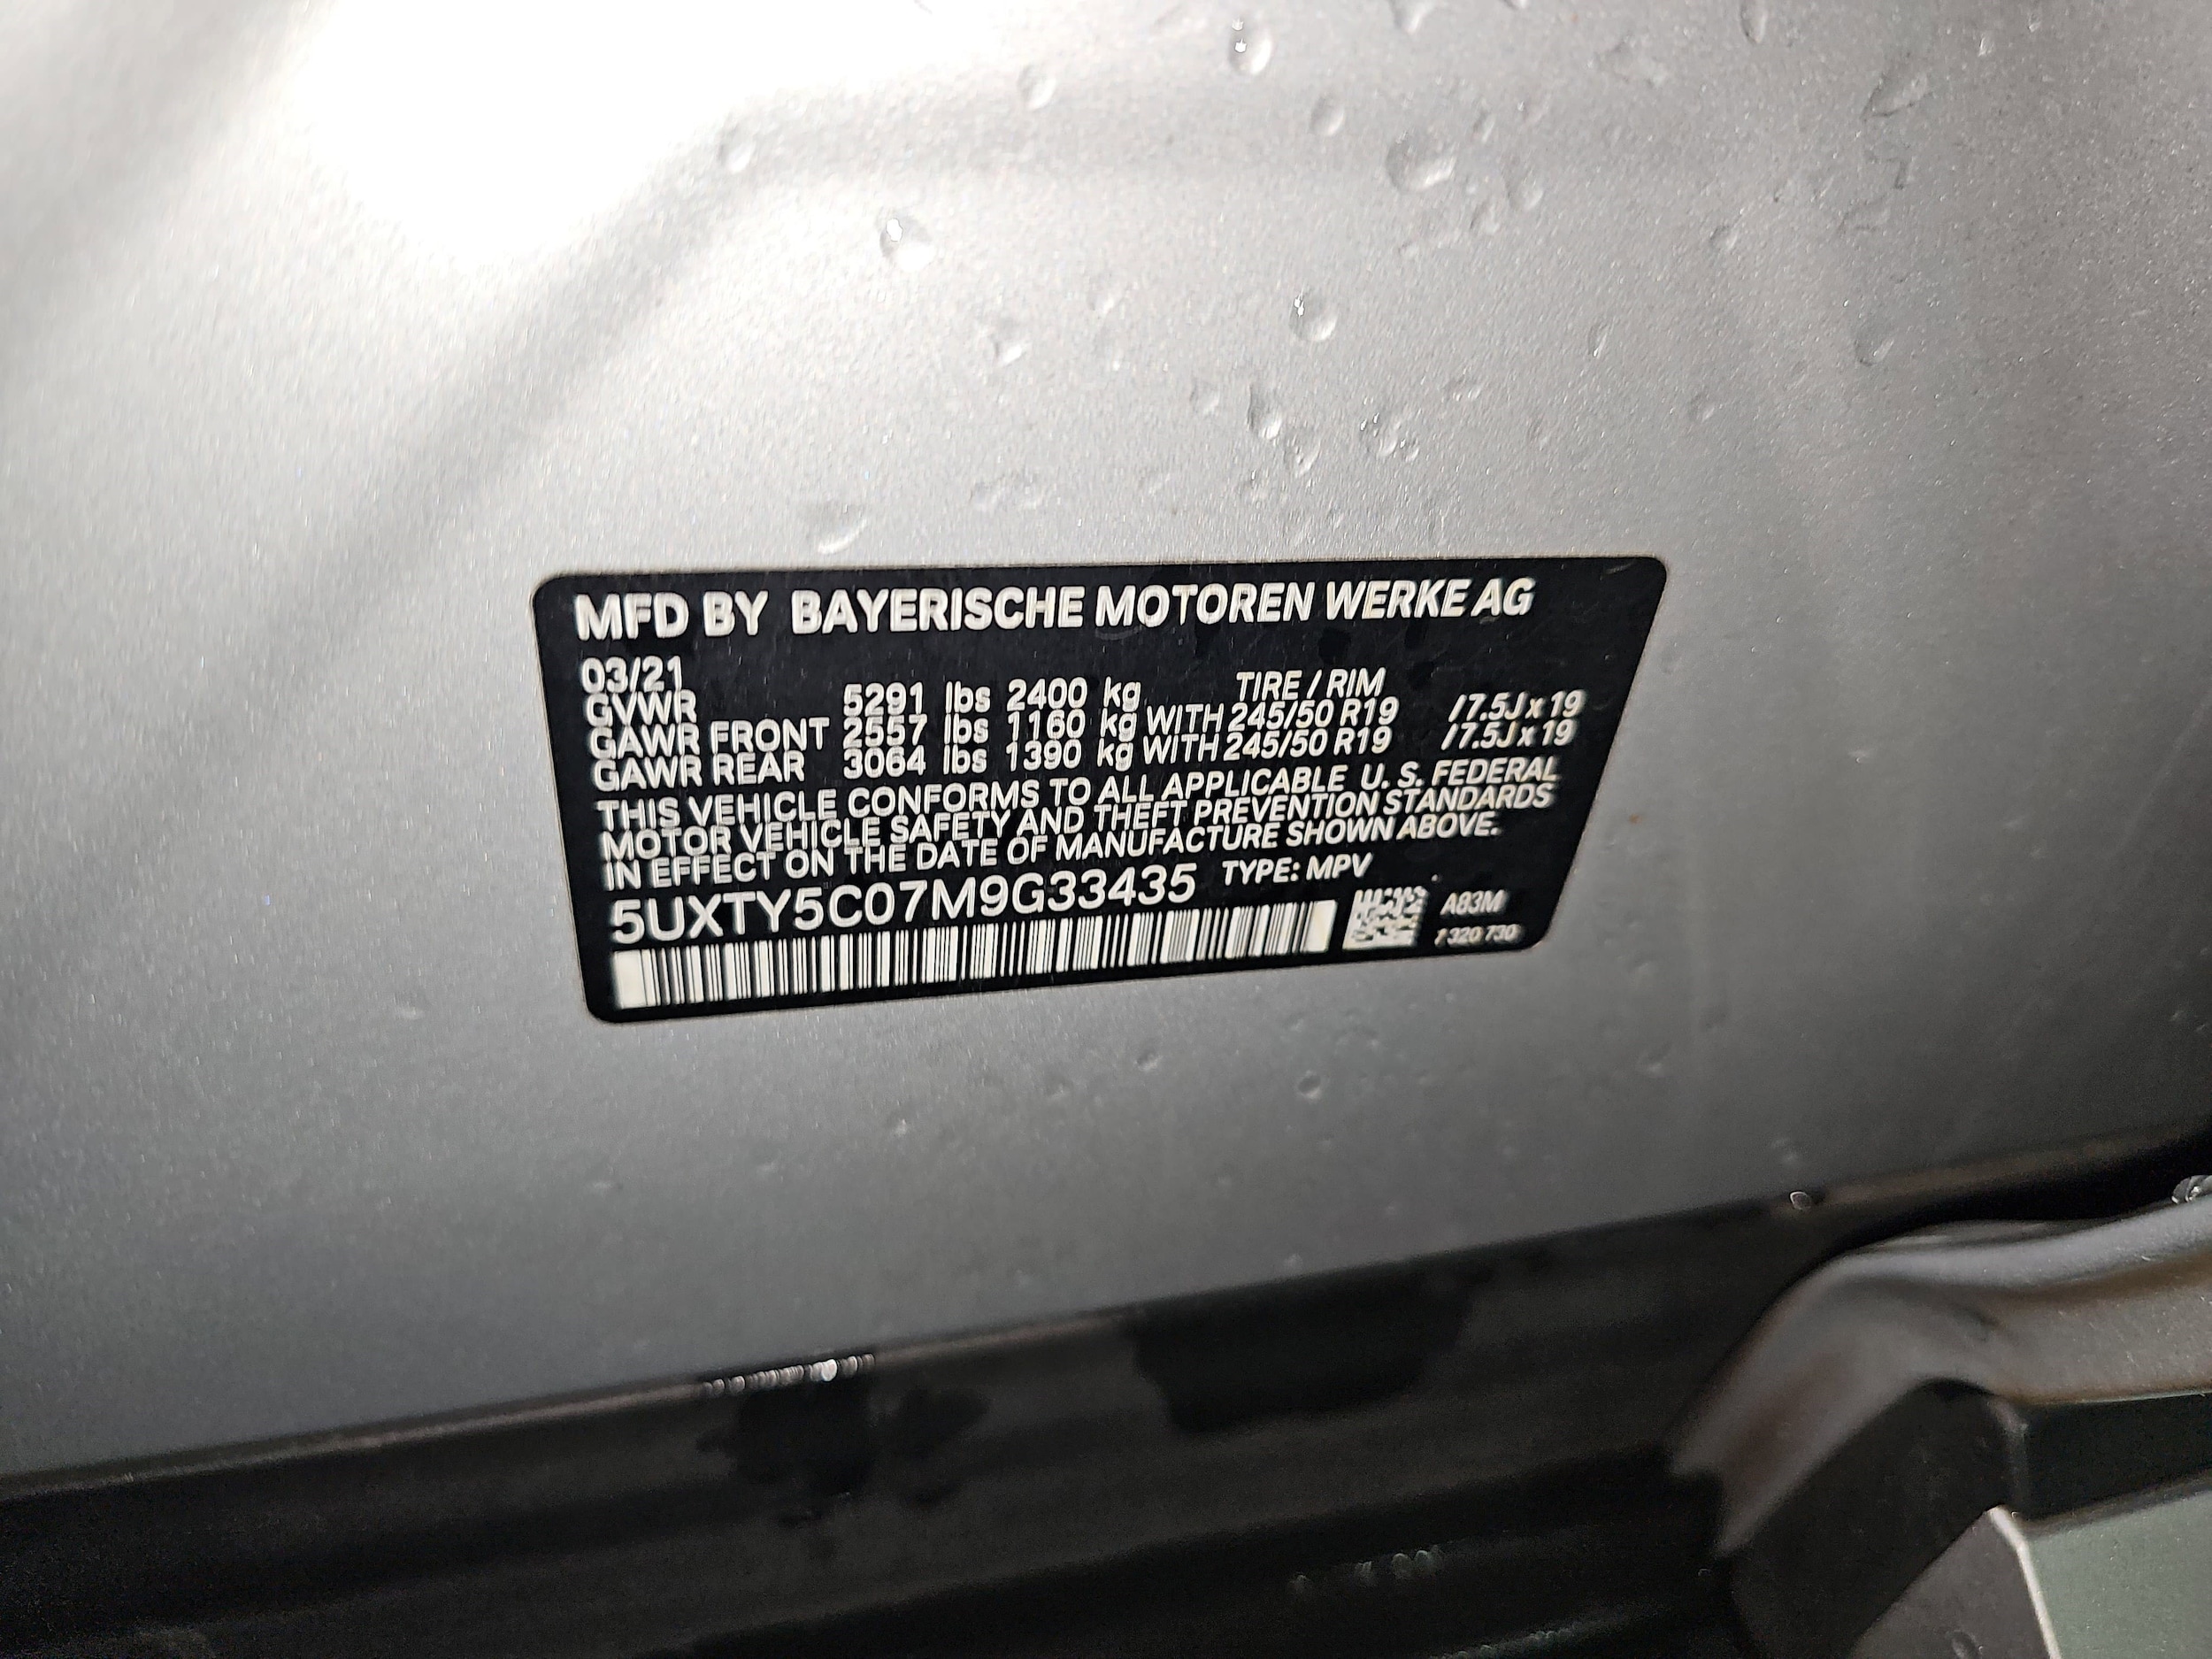 MFD BY BAYERISCHE MOTOREN WERKE AG
03/21
GVWR 5291 lbs 2400 kg TIRE / RIM
GAWR FRONT 2557 lbs 1160 kg WITH 245/50 R19 / 7.5J x 19
GAWR REAR 3064 lbs 1390 kg WITH 245/50 R19 / 7.5J x 19
THIS VEHICLE CONFORMS TO ALL APPLICABLE U. S. FEDERAL
MOTOR VEHICLE SAFETY AND THEFT PREVENTION STANDARDS
IN EFFECT ON THE DATE OF MANUFACTURE SHOWN ABOVE.
5UXTY5C07M9G33435 TYPE: MPV
A83M
7 320 730